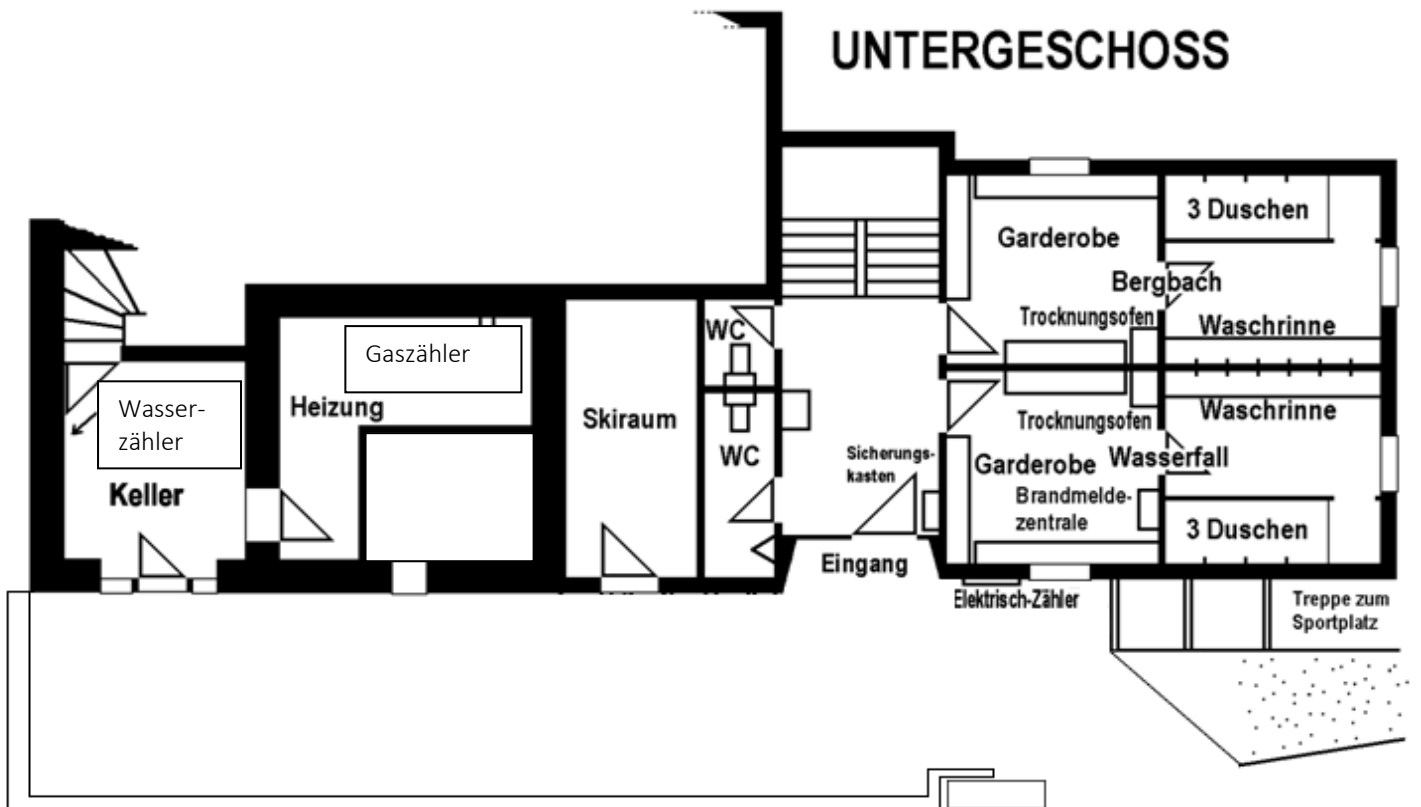 UNTERGESCHOSS
3 Duschen
Garderobe
Bergbach
Trocknungsofen
Waschrinne
WC
Gaszähler
Wasser-
zähler
Heizung
Skiraum
Keller
WC
Sicherungs-
kasten
Eingang
Trocknungsofen
Waschrinne
Garderobe
Wasserfall
Brandmelde-
zentrale
3 Duschen
Elektrisch-Zähler
Treppe zum
Sportplatz